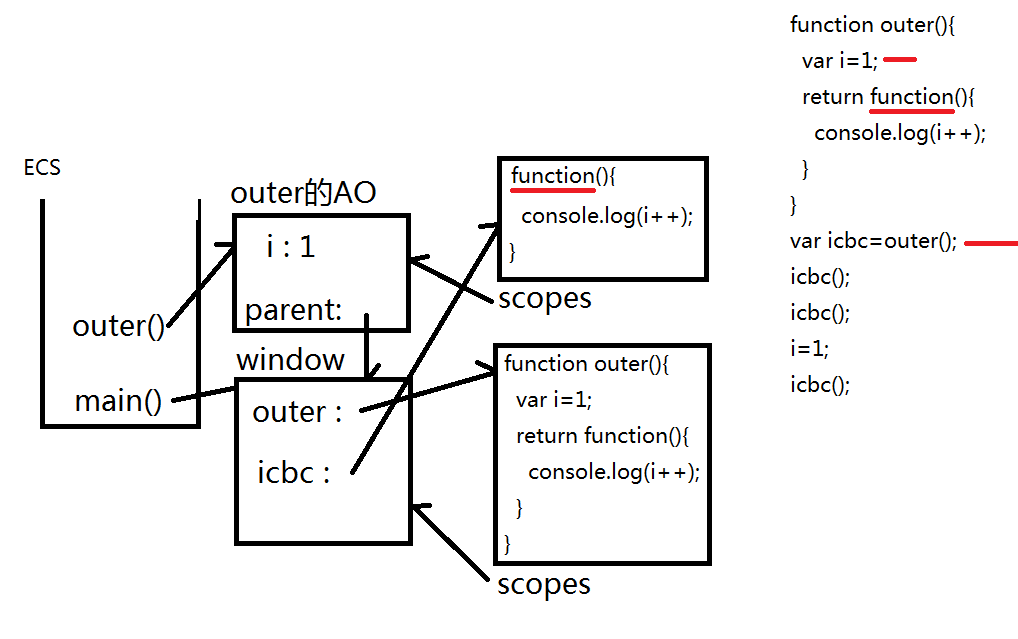 ECS
outer()
main()
outer的AO
i : 1
parent:
window
outer :
icbc :
function(){
console.log(i++);
}
scopes
function outer(){
var i=1;
return function(){
console.log(i++);
}
}
scopes
function outer(){
var i=1;
return function(){
console.log(i++);
}
}
var icbc=outer();
icbc();
icbc();
i=1;
icbc();